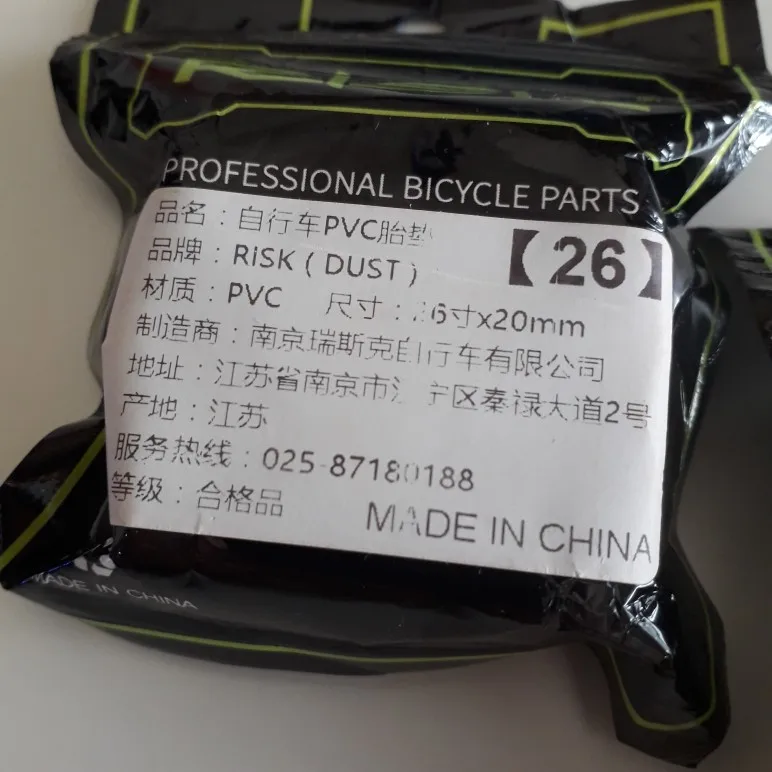 PROFESSIONAL BICYCLE PARTS
品名：自行车PVC胎垫
【26】
品牌：RiSK（DUST）
材质：PVC 尺寸：26寸x20mm
制造商：南京瑞斯克自行车有限公司
地址：江苏省南京市江宁区秦禄大道2号
产地：江苏
服务热线：025-87180188
等级：合格品
MADE IN CHINA
MADE IN CHINA